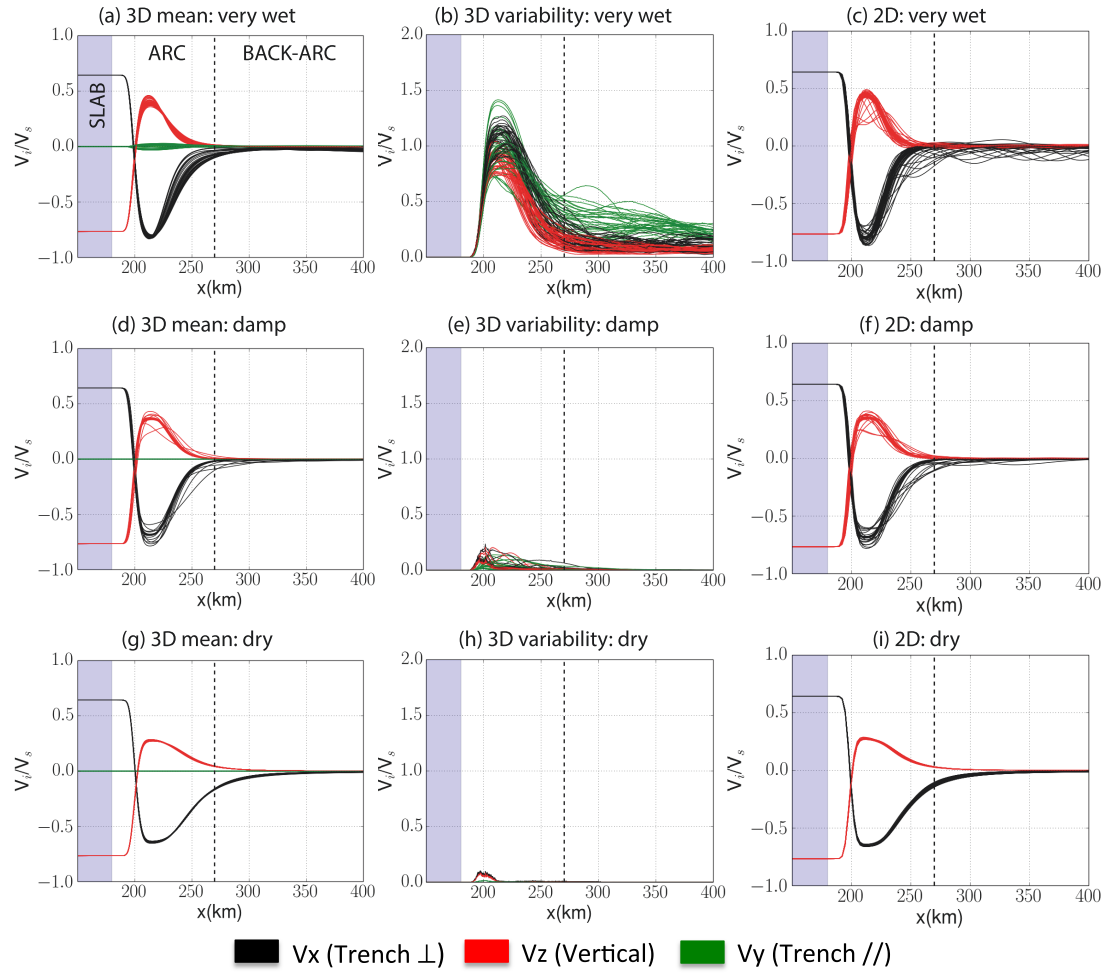 (a) 3D mean: very wet
(b) 3D variability: very wet
(c) 2D: very wet
1.0
0.5
0.0
−0.5
−1.0
V_i/V_s
SLAB
ARC
BACK-ARC
200 250 300 350 400
x(km)
2.0
1.5
1.0
0.5
0.0
V_i/V_s
200 250 300 350 400
x(km)
1.0
0.5
0.0
−0.5
−1.0
V_i/V_s
200 250 300 350 400
x(km)
(d) 3D mean: damp
(e) 3D variability: damp
(f) 2D: damp
1.0
0.5
0.0
−0.5
−1.0
V_i/V_s
200 250 300 350 400
x(km)
2.0
1.5
1.0
0.5
0.0
V_i/V_s
200 250 300 350 400
x(km)
1.0
0.5
0.0
−0.5
−1.0
V_i/V_s
200 250 300 350 400
x(km)
(g) 3D mean: dry
(h) 3D variability: dry
(i) 2D: dry
1.0
0.5
0.0
−0.5
−1.0
V_i/V_s
200 250 300 350 400
x(km)
2.0
1.5
1.0
0.5
0.0
V_i/V_s
200 250 300 350 400
x(km)
1.0
0.5
0.0
−0.5
−1.0
V_i/V_s
200 250 300 350 400
x(km)
Vx (Trench ⊥) Vz (Vertical) Vy (Trench //)